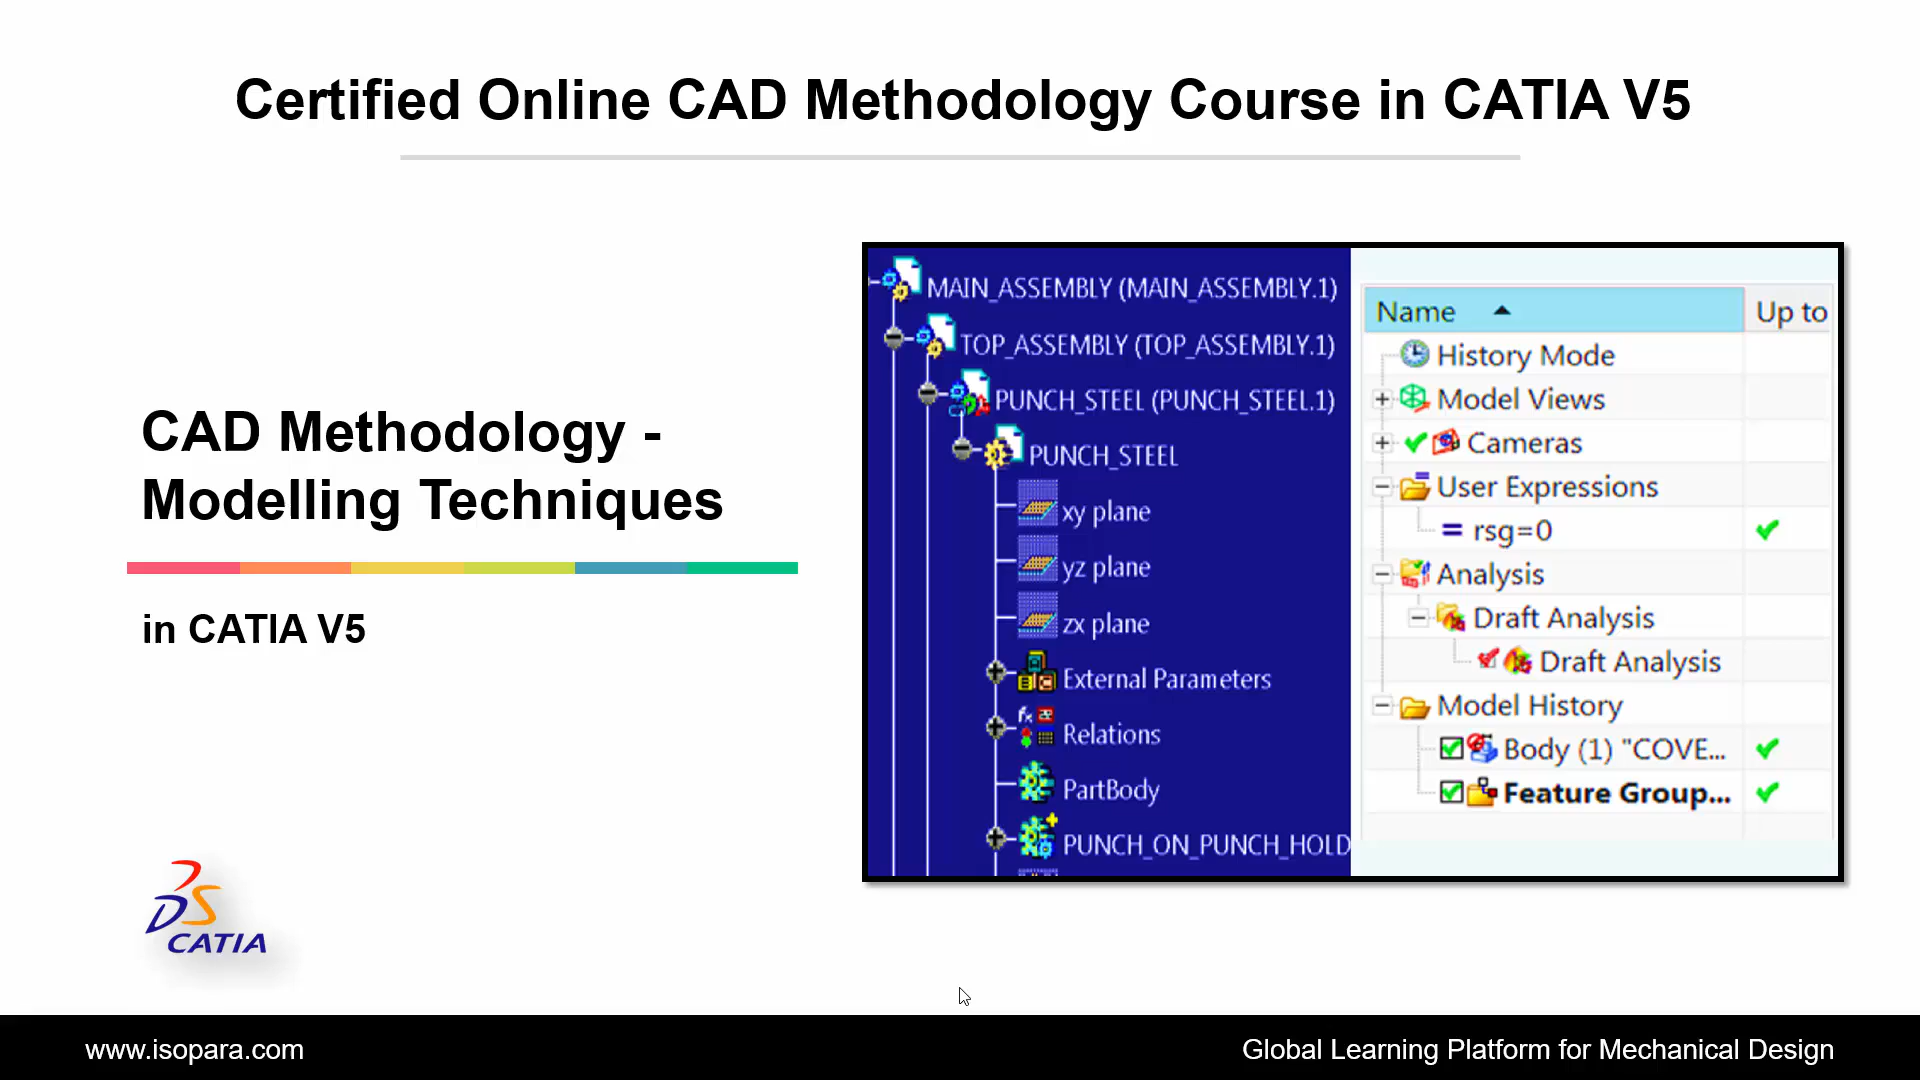 Certified Online CAD Methodology Course in CATIA V5
CAD Methodology -
Modelling Techniques
in CATIA V5
MAIN_ASSEMBLY (MAIN_ASSEMBLY.1)
TOP_ASSEMBLY (TOP_ASSEMBLY.1)
PUNCH_STEEL (PUNCH_STEEL.1)
PUNCH_STEEL
xy plane
yz plane
zx plane
External Parameters
Relations
PartBody
PUNCH_ON_PUNCH_HOLD
Name Up to
History Mode
Model Views
Cameras
User Expressions
= rsg=0
Analysis
Draft Analysis
Draft Analysis
Model History
Body (1) "COVE...
Feature Group...
DS
CATIA
www.isopara.com
Global Learning Platform for Mechanical Design